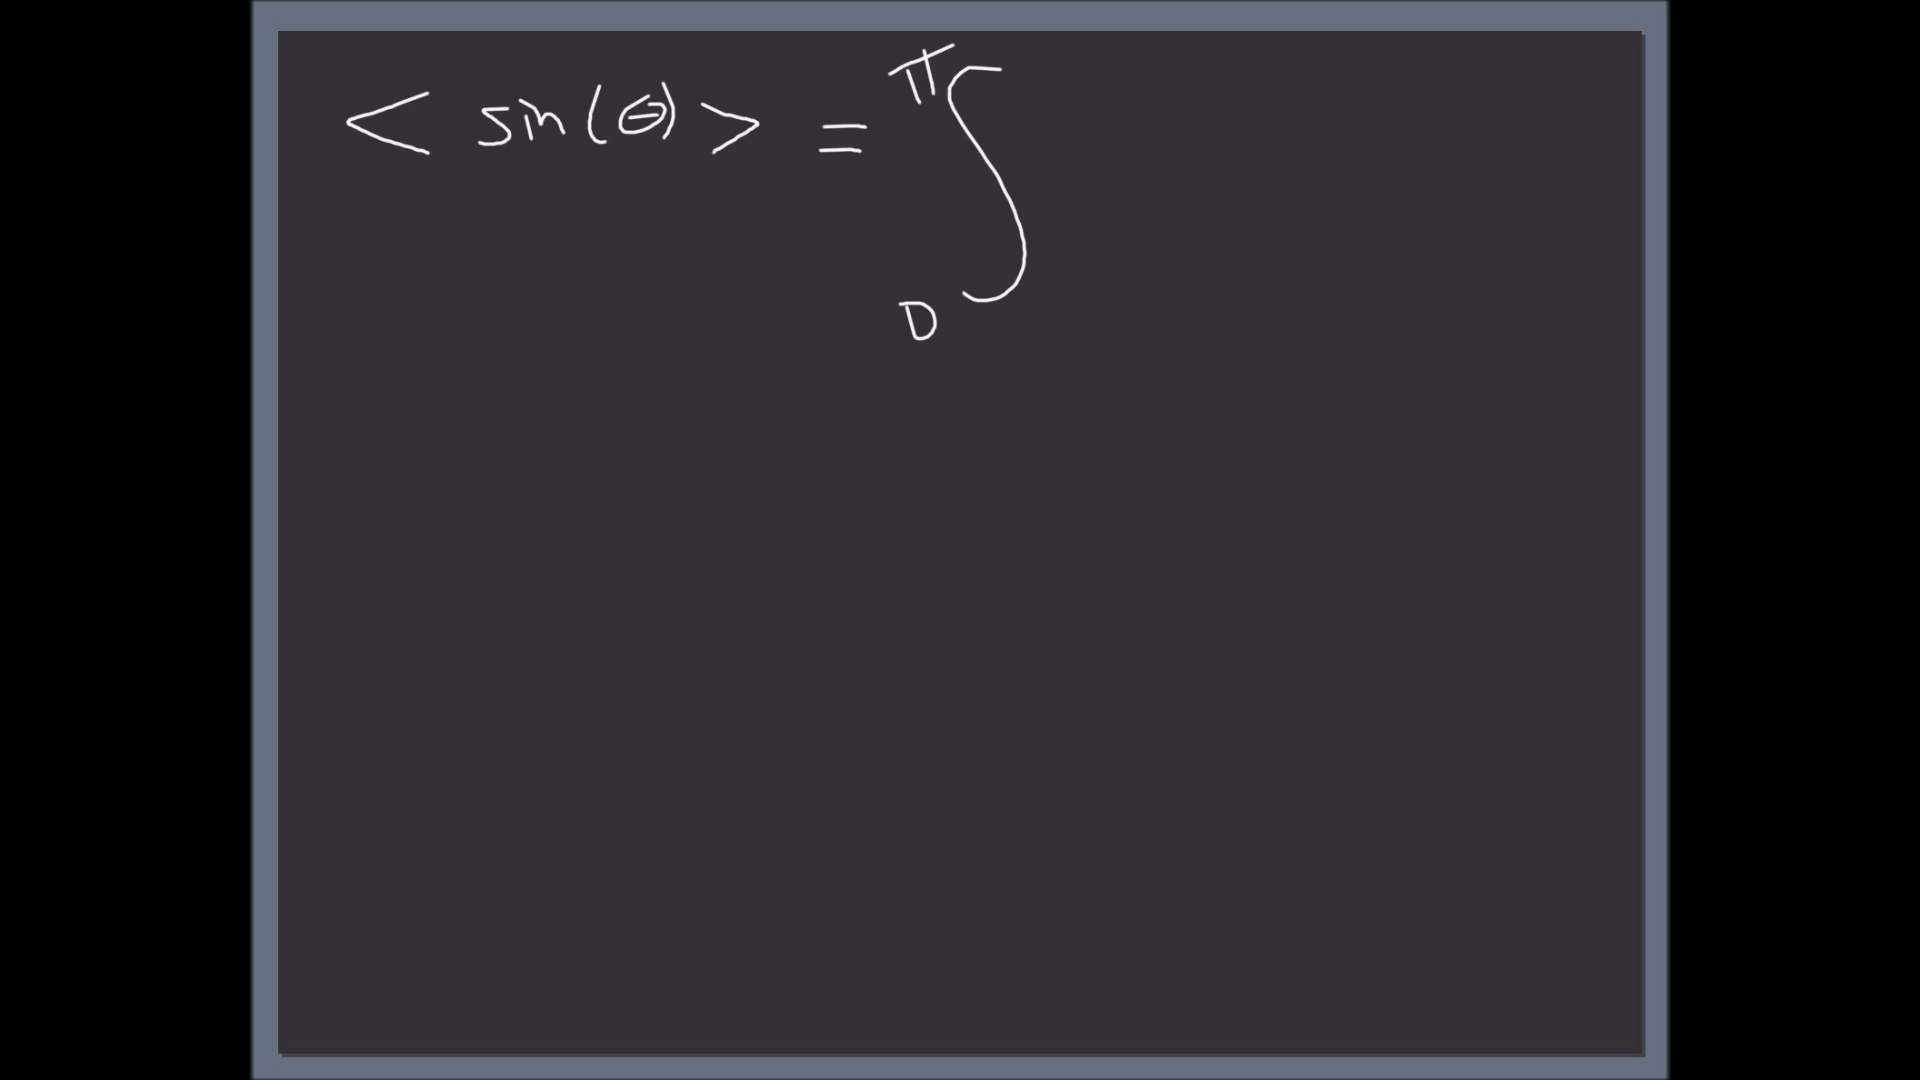 < sin(θ) > = ∫₀^π